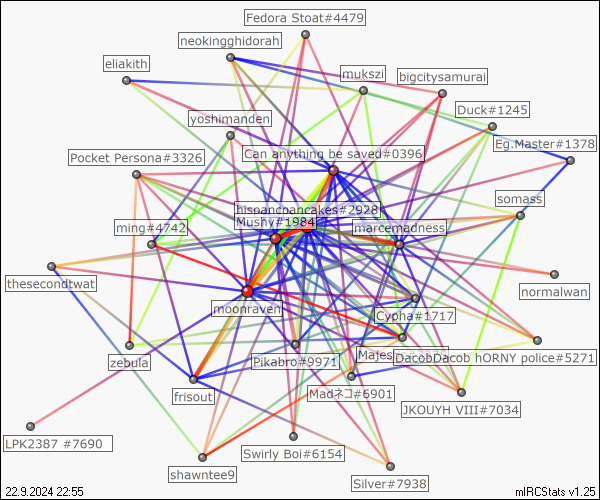 Fedora Stoat#4479
neokingghidorah
eliakith
mukszi
bigcitysamurai
Duck#1245
yoshimanden
Eg.Master#1378
Can anything be saved#0396
Pocket Persona#3326
somass
hispanchancakes#2928
Mushy#1984
marcemadness
ming#4742
thesecondtwat
normalwan
moonraven
Cypha#1717
Pikabro#9971
Majes
DacobDacob hORNY police#5271
zebula
frisout
Madネコ#6901
JKOUYH VIII#7034
LPK2387 #7690
Swirly Boi#6154
shawntee9
Silver#7938
22.9.2024 22:55
mIRCStats v1.25